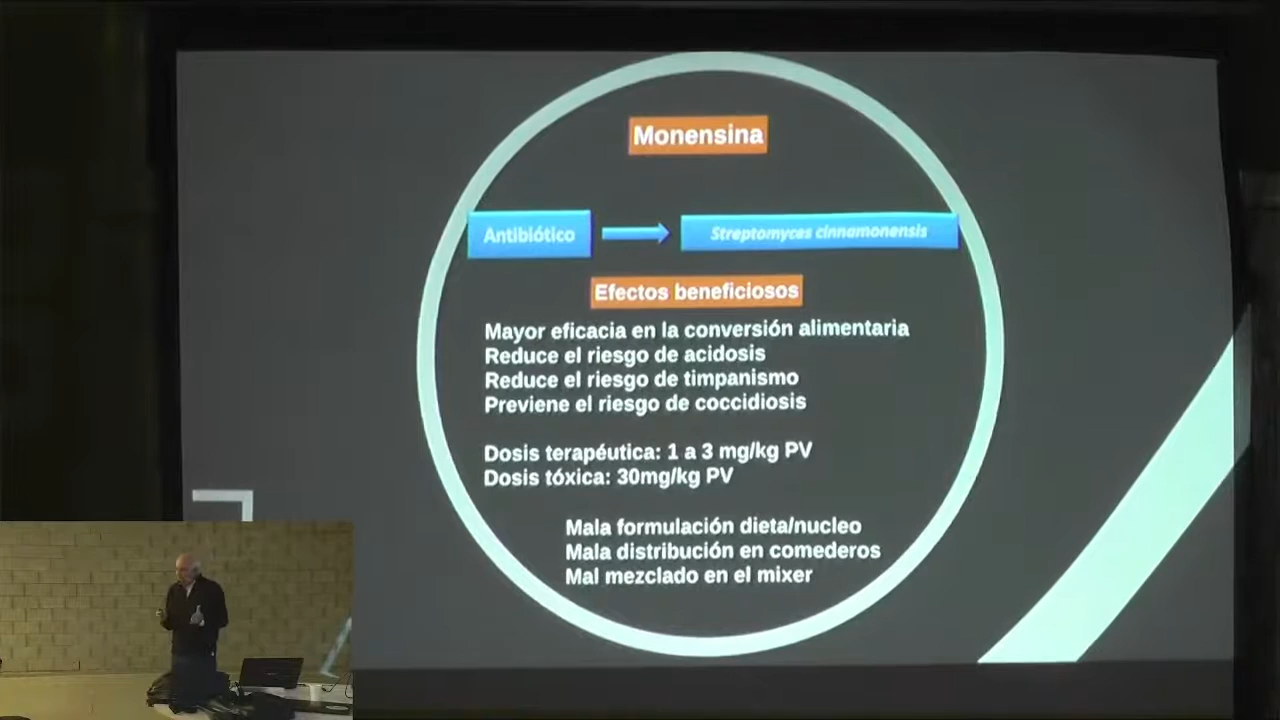 Monensina
Antibiótico
Streptomyces cinnamonensis
Efectos beneficiosos
Mayor eficacia en la conversión alimentaria
Reduce el riesgo de acidosis
Reduce el riesgo de timpanismo
Previene el riesgo de coccidiosis
Dosis terapéutica: 1 a 3 mg/kg PV
Dosis tóxica: 30mg/kg PV
Mala formulación dieta/nucleo
Mala distribución en comederos
Mal mezclado en el mixer